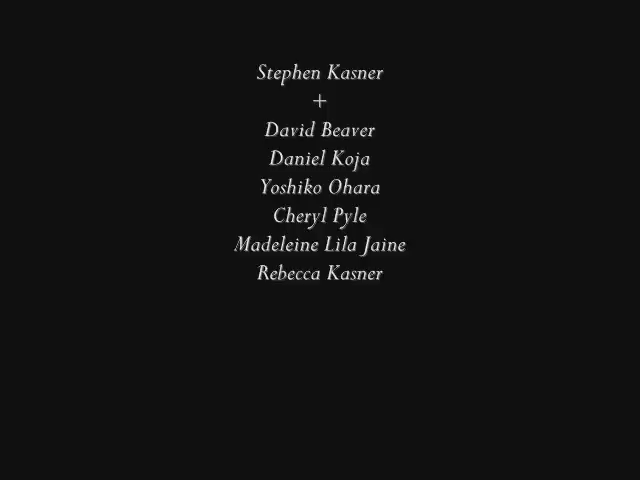 Stephen Kasner
+
David Beaver
Daniel Koja
Yoshiko Ohara
Cheryl Pyle
Madeleine Lila Jaine
Rebecca Kasner